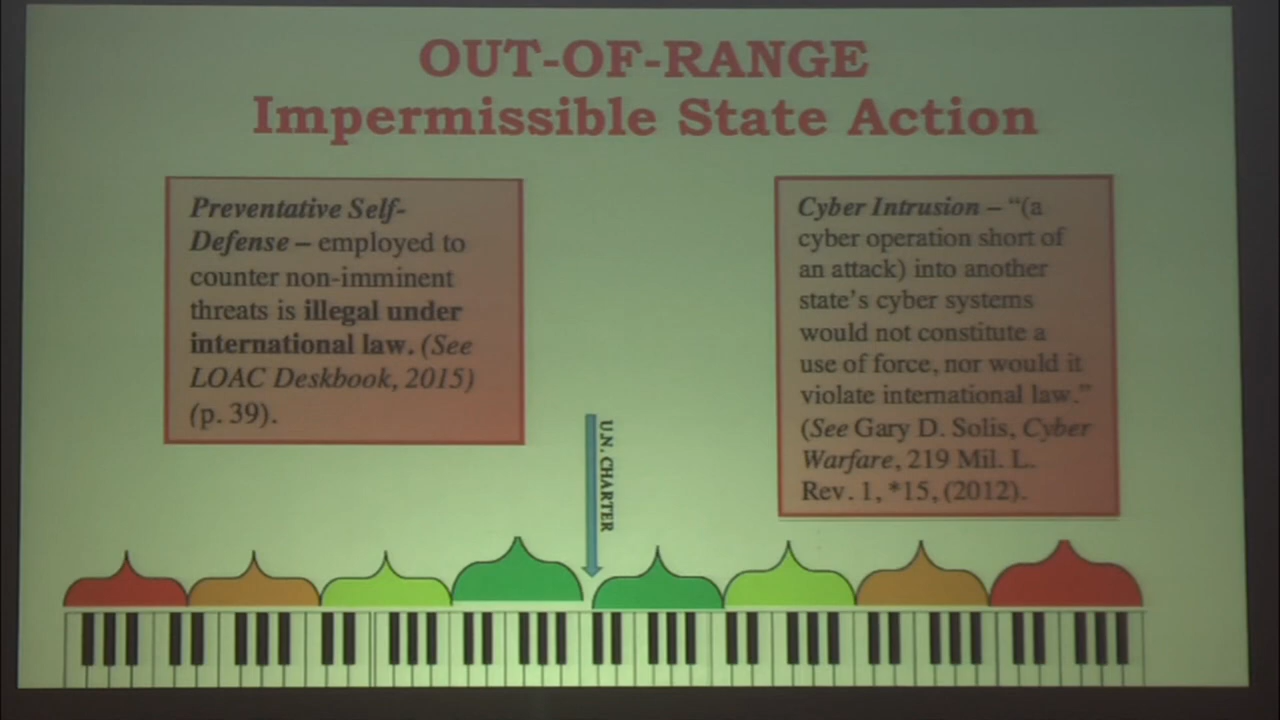 OUT-OF-RANGE
Impermissible State Action
Preventative Self-
Defense – employed to
counter non-imminent
threats is illegal under
international law. (See
LOAC Deskbook, 2015)
(p. 39).
Cyber Intrusion – “(a
cyber operation short of
an attack) into another
state’s cyber systems
would not constitute a
use of force, nor would it
violate international law.”
(See Gary D. Solis, Cyber
Warfare, 219 Mil. L.
Rev. 1, *15, (2012).
U.N. CHARTER